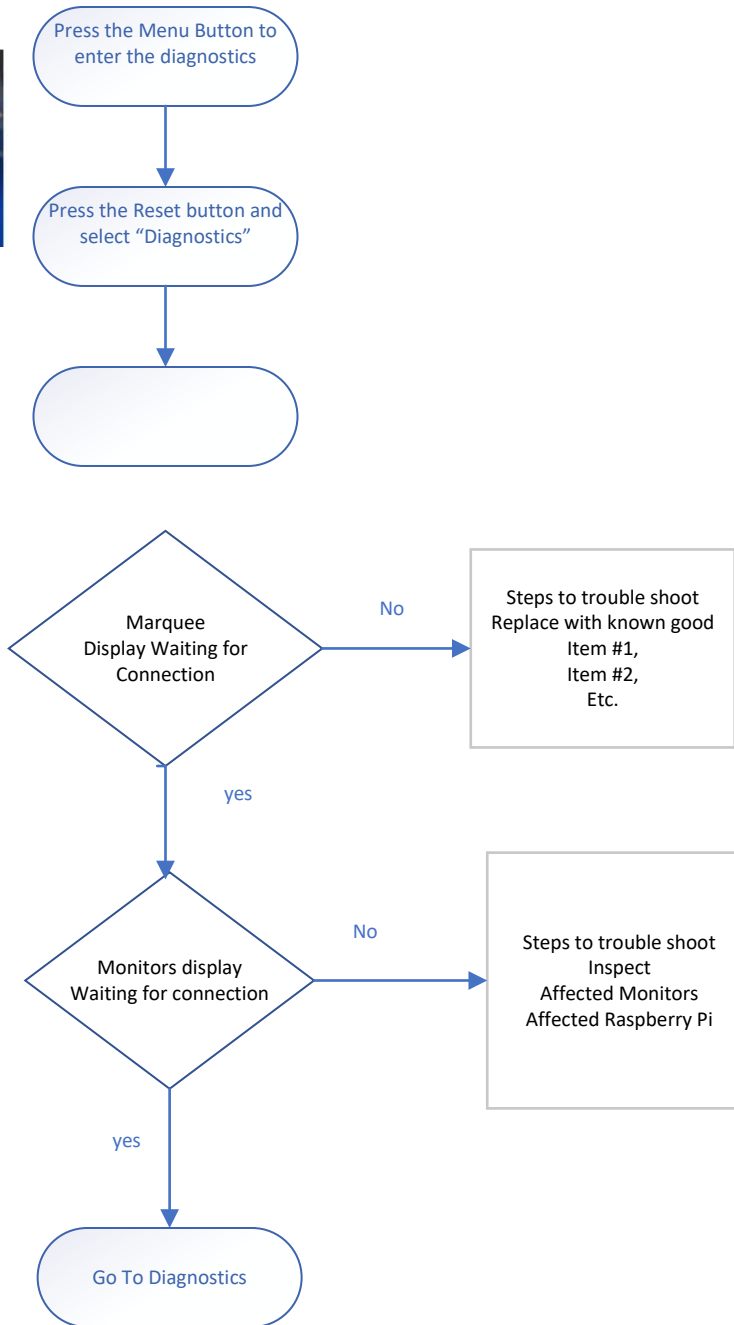 Press the Menu Button to
enter the diagnostics
Press the Reset button and
select “Diagnostics”
Marquee
Display Waiting for
Connection
No
Steps to trouble shoot
Replace with known good
Item #1,
Item #2,
Etc.
yes
Monitors display
Waiting for connection
No
Steps to trouble shoot
Inspect
Affected Monitors
Affected Raspberry Pi
yes
Go To Diagnostics